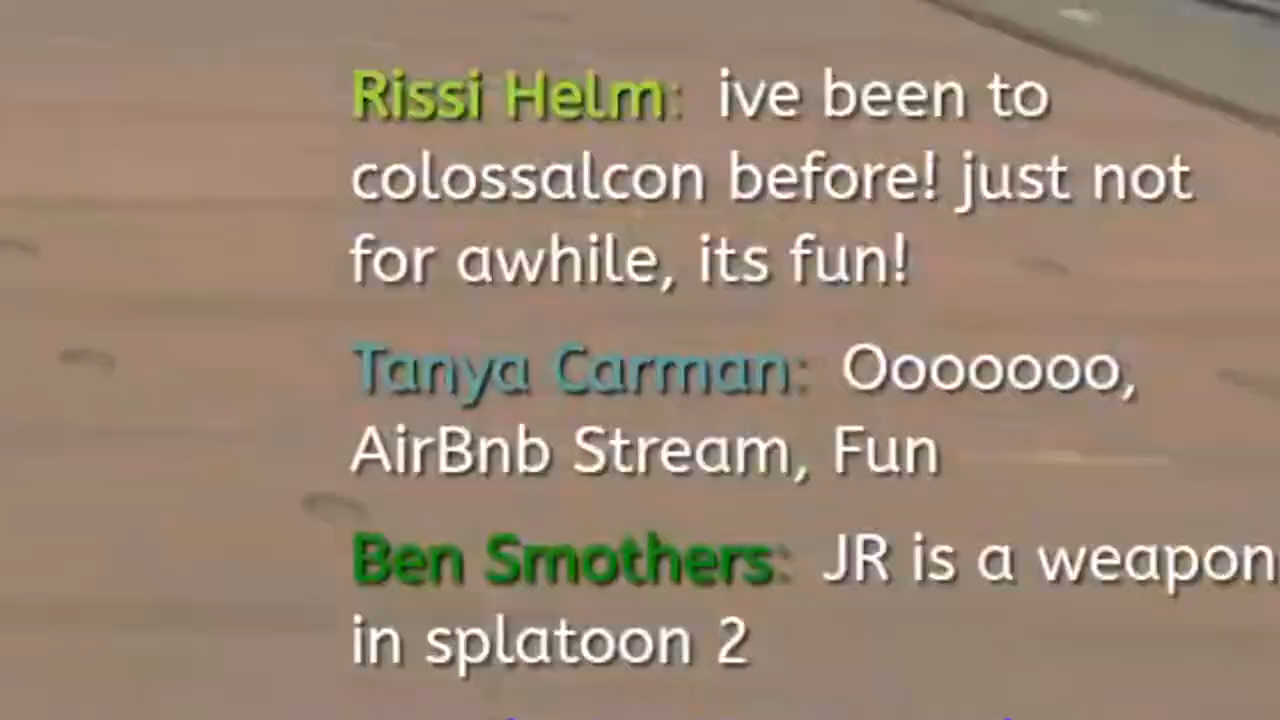 Rissi Helm: ive been to
colossalcon before! just not
for awhile, its fun!
Tanya Carman: Ooooooo,
AirBnb Stream, Fun
Ben Smothers: JR is a weapon
in splatoon 2